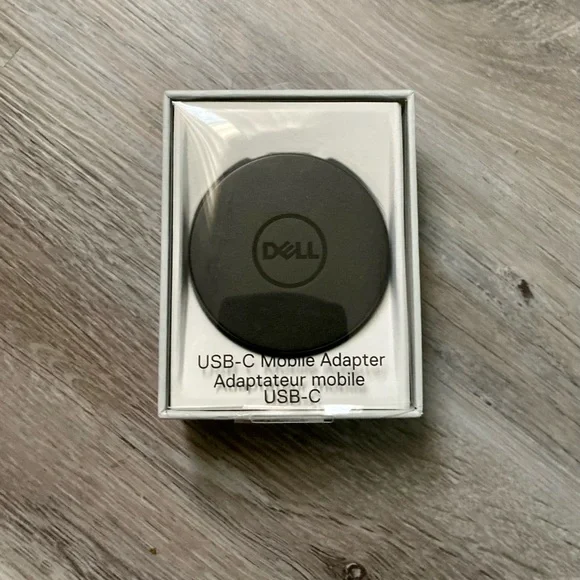 DELL
USB-C Mobile Adapter
Adaptateur mobile
USB-C